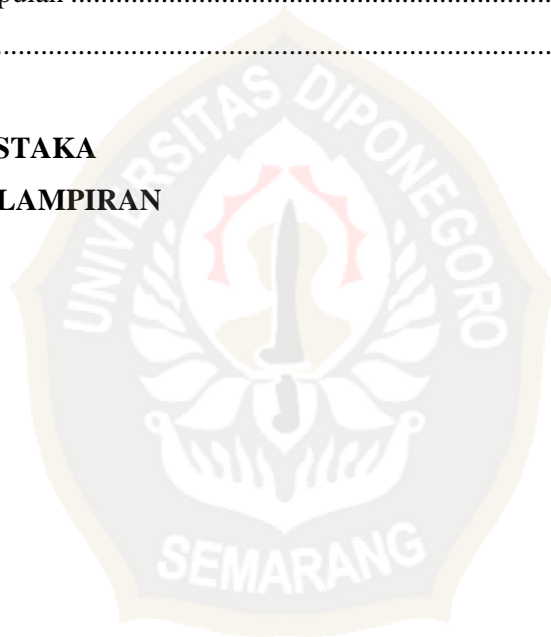 pulan ..........................................................................
..........................................................................
STAKA
LAMPIRAN
UNIVERSITAS DIPONEGORO
SEMARANG